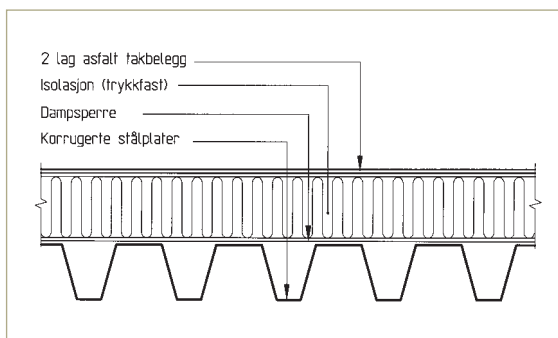 2 lag asfalt takbelegg
Isolasjon (trykkfast)
Dampsperre
Korrugerte stålplater